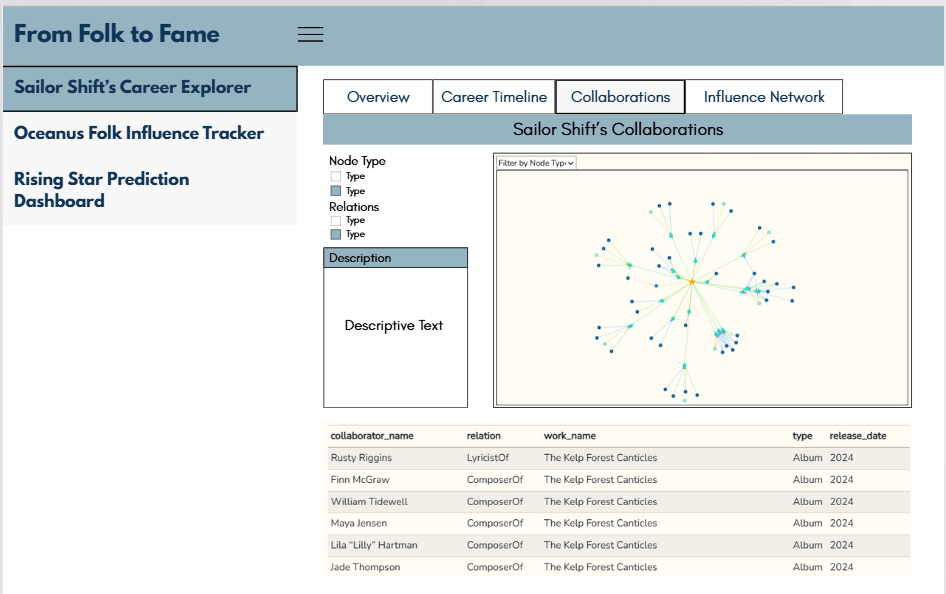 From Folk to Fame
Sailor Shift's Career Explorer
Oceanus Folk Influence Tracker
Rising Star Prediction
Dashboard
Overview
Career Timeline
Collaborations
Influence Network
Sailor Shift's Collaborations
Node Type
Type
Type
Relations
Type
Type
Description
Descriptive Text
Filter by Node Typ
collaborator_name relation work_name type release_date
Rusty Riggins LyricistOf The Kelp Forest Canticles Album 2024
Finn McGraw ComposerOf The Kelp Forest Canticles Album 2024
William Tidewell ComposerOf The Kelp Forest Canticles Album 2024
Maya Jensen ComposerOf The Kelp Forest Canticles Album 2024
Lila “Lilly” Hartman ComposerOf The Kelp Forest Canticles Album 2024
Jade Thompson ComposerOf The Kelp Forest Canticles Album 2024